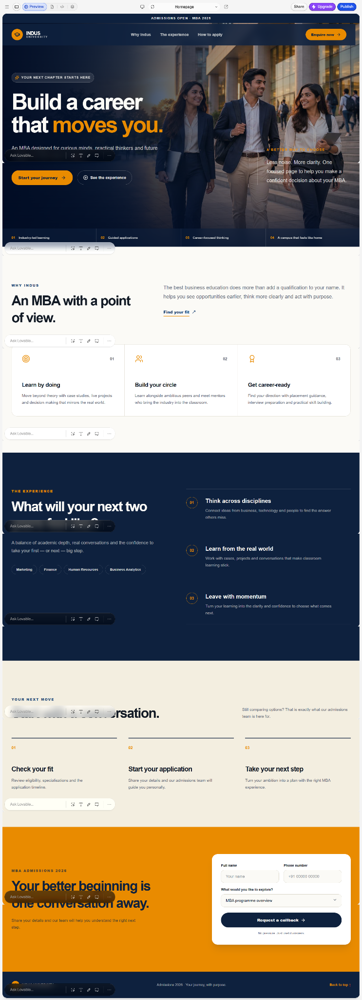 Preview
Homepage
Share
Upgrade
Publish
ADMISSIONS OPEN · MBA 2026
INDUS
UNIVERSITY
Why Indus
The experience
How to apply
Enquire now →
YOUR NEXT CHAPTER STARTS HERE
Build a career
that moves you.
An MBA designed for curious minds, practical thinkers and future
Ask Lovable...
A BETTER WAY TO CHOOSE
Less noise. More clarity. One
focused page to help you make a
confident decision about your MBA.
Start your journey →
See the experience
01 Industry-led learning
02 Guided applications
03 Career-focused thinking
04 A campus that feels like home
Ask Lovable...
WHY INDUS
An MBA with a point
of view.
The best business education does more than add a qualification to your name. It
helps you see opportunities earlier, think more clearly and act with purpose.
Find your fit ↗
Ask Lovable...
01
Learn by doing
Move beyond theory with case studies, live projects
and decision-making that mirrors the real world.
02
Build your circle
Learn alongside ambitious peers and meet mentors
who bring the industry into the classroom.
03
Get career-ready
Find your direction with placement guidance,
interview preparation and practical skill-building.
Ask Lovable...
THE EXPERIENCE
What will your next two
Ask Lovable...
A balance of academic depth, real conversations and the confidence to
take your first — or next — big step.
Marketing
Finance
Human Resources
Business Analytics
01
Think across disciplines
Connect ideas from business, technology and people to find the answer
others miss.
02
Learn from the real world
Work with cases, projects and conversations that make classroom
learning stick.
03
Leave with momentum
Turn your learning into the clarity and confidence to choose what comes
next.
Ask Lovable...
YOUR NEXT MOVE
Ask Lovable...
Still comparing options? That is exactly what our admissions
team is here for.
01
Check your fit
Review eligibility, specialisations and the
application timeline.
02
Start your application
Share your details and our admissions team will
guide you personally.
03
Take your next step
Turn your ambition into a plan with the right MBA
experience.
Ask Lovable...
MBA ADMISSIONS 2026
Your better beginning is
one conversation away.
Ask Lovable...
Share your details and our team will help you understand the right next
step.
Full name
Your name
Phone number
+91 00000 00000
What would you like to explore?
MBA programme overview
Request a callback →
No pressure. Just useful answers.
Ask Lovable...
Admissions 2026 · Your journey, with purpose.
Back to top ↑